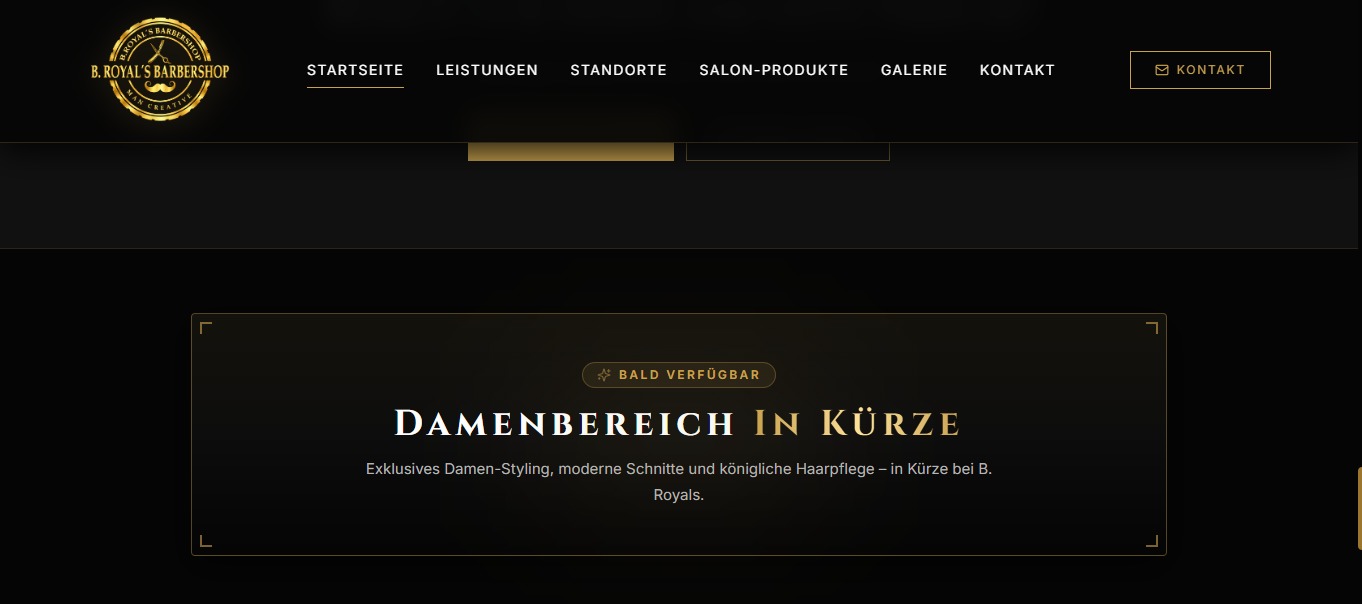 B.ROYAL'S BARBERSHOP
B. ROYAL'S BARBERSHOP
MAN CREATIVE
STARTSEITE
LEISTUNGEN
STANDORTE
SALON-PRODUKTE
GALERIE
KONTAKT
KONTAKT
BALD VERFÜGBAR
DAMENBEREICH IN KÜRZE
Exklusives Damen-Styling, moderne Schnitte und königliche Haarpflege – in Kürze bei B.
Royals.